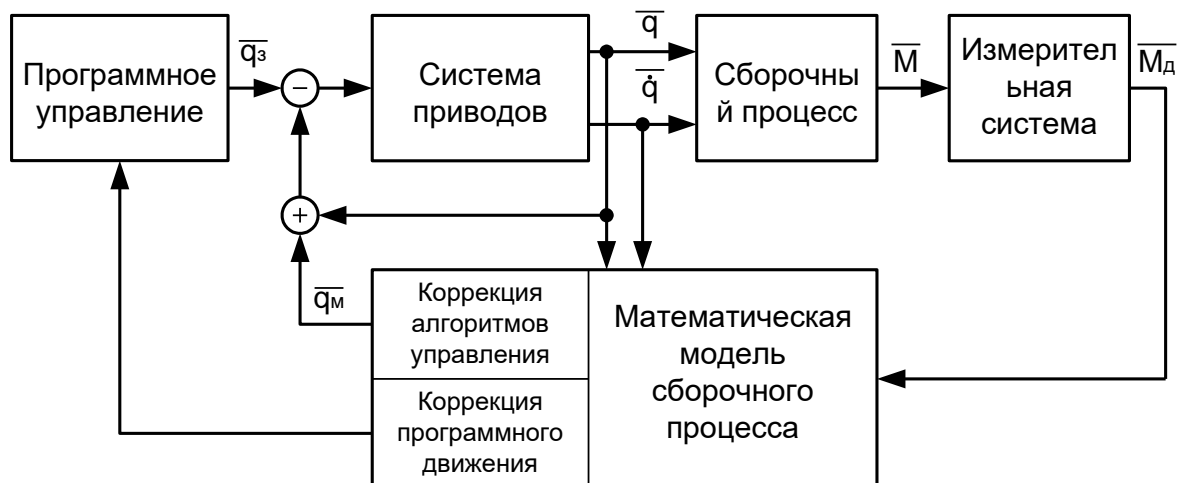 Программное
управление
q̅з
−
Система
приводов
q̅
q̇̅
Сборочны
й процесс
M̅
Измерител
ьная
система
M̅д
+
q̅м
Коррекция
алгоритмов
управления
Коррекция
программного
движения
Математическая
модель
сборочного
процесса